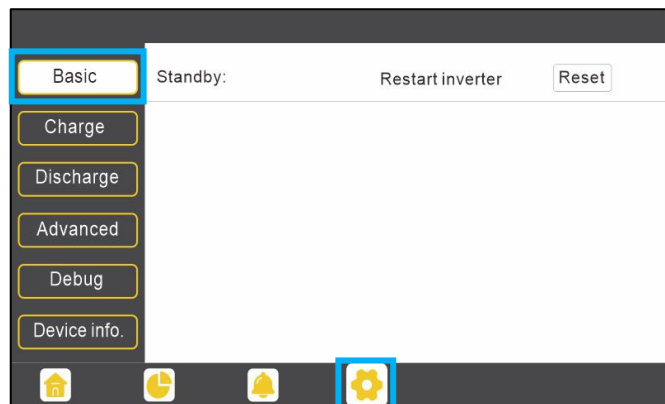 Basic
Standby:
Restart inverter
Reset
Charge
Discharge
Advanced
Debug
Device info.